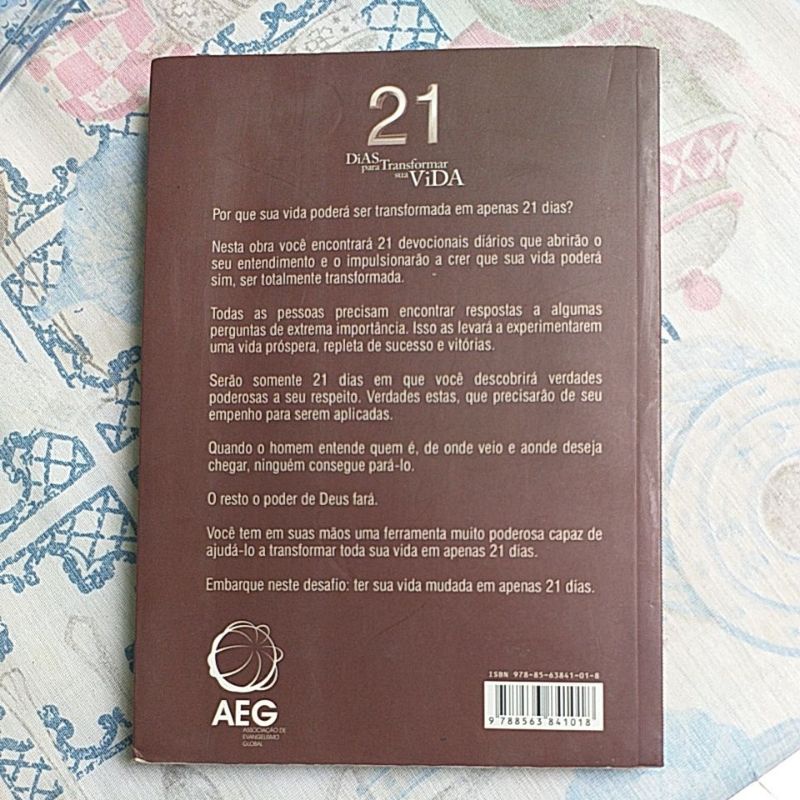 21
DiAS
para Transformar
sua ViDA
Por que sua vida poderá ser transformada em apenas 21 dias?
Nesta obra você encontrará 21 devocionais diários que abrirão o
seu entendimento e o impulsionarão a crer que sua vida poderá
sim, ser totalmente transformada.
Todas as pessoas precisam encontrar respostas a algumas
perguntas de extrema importância. Isso as levará a experimentarem
uma vida próspera, repleta de sucesso e vitórias.
Serão somente 21 dias em que você descobrirá verdades
poderosas a seu respeito. Verdades estas, que precisarão de seu
empenho para serem aplicadas.
Quando o homem entende quem é, de onde veio e aonde deseja
chegar, ninguém consegue pará-lo.
O resto o poder de Deus fará.
Você tem em suas mãos uma ferramenta muito poderosa capaz de
ajudá-lo a transformar toda sua vida em apenas 21 dias.
Embarque neste desafio: ter sua vida mudada em apenas 21 dias.
AEG
ASSOCIAÇÃO DE
EVANGELISMO
GLOBAL
ISBN 978-85-63841-01-8
9 788563 841018